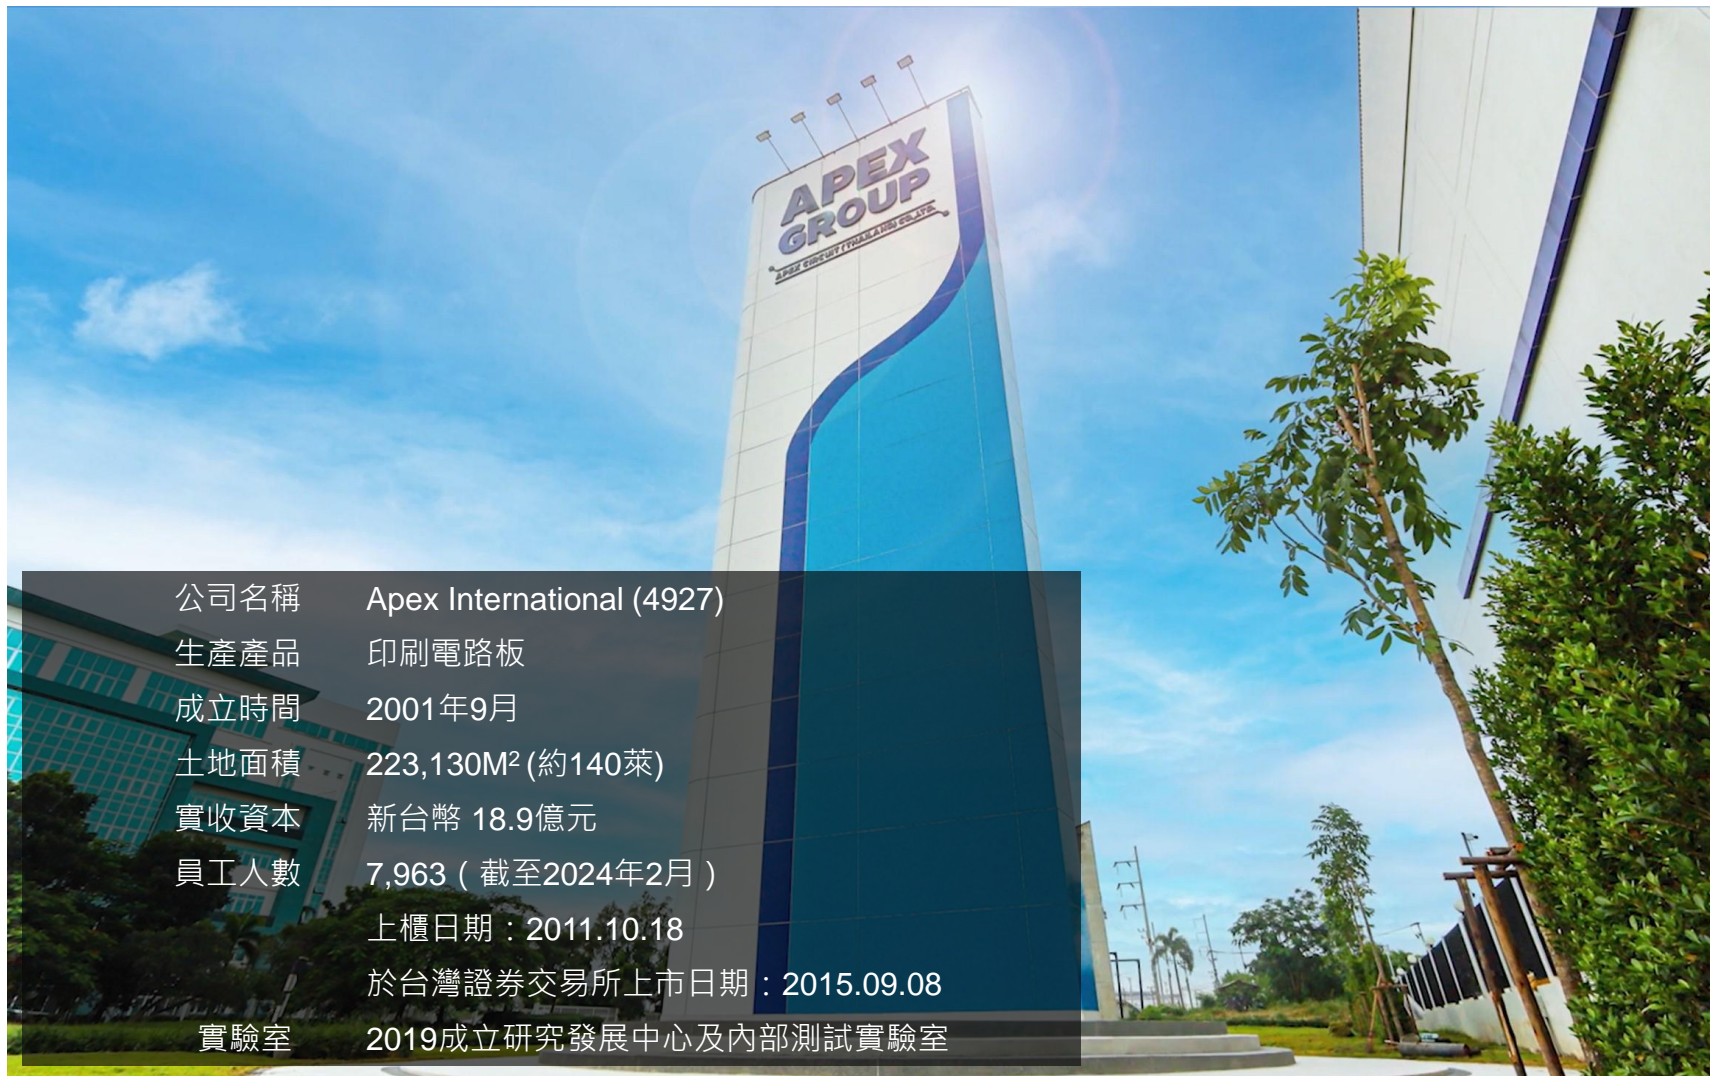 APEX
GROUP
APEX CIRCUIT (THAILAND) CO.,LTD.
公司名稱 Apex International (4927)
生產產品 印刷電路板
成立時間 2001年9月
土地面積 223,130M² (約140萊)
實收資本 新台幣 18.9億元
員工人數 7,963 ( 截至2024年2月 )
上櫃日期：2011.10.18
於台灣證券交易所上市日期：2015.09.08
實驗室 2019成立研究發展中心及內部測試實驗室